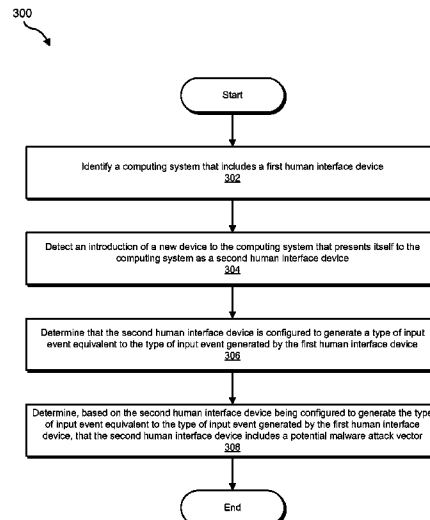 300
Start
Identify a computing system that includes a first human interface device
302
Detect an introduction of a new device to the computing system that presents itself to the
computing system as a second human interface device
304
Determine that the second human interface device is configured to generate a type of input
event equivalent to the type of input event generated by the first human interface device
306
Determine, based on the second human interface device being configured to generate the type
of input event equivalent to the type of input event generated by the first human interface
device, that the second human interface device includes a potential malware attack vector
308
End